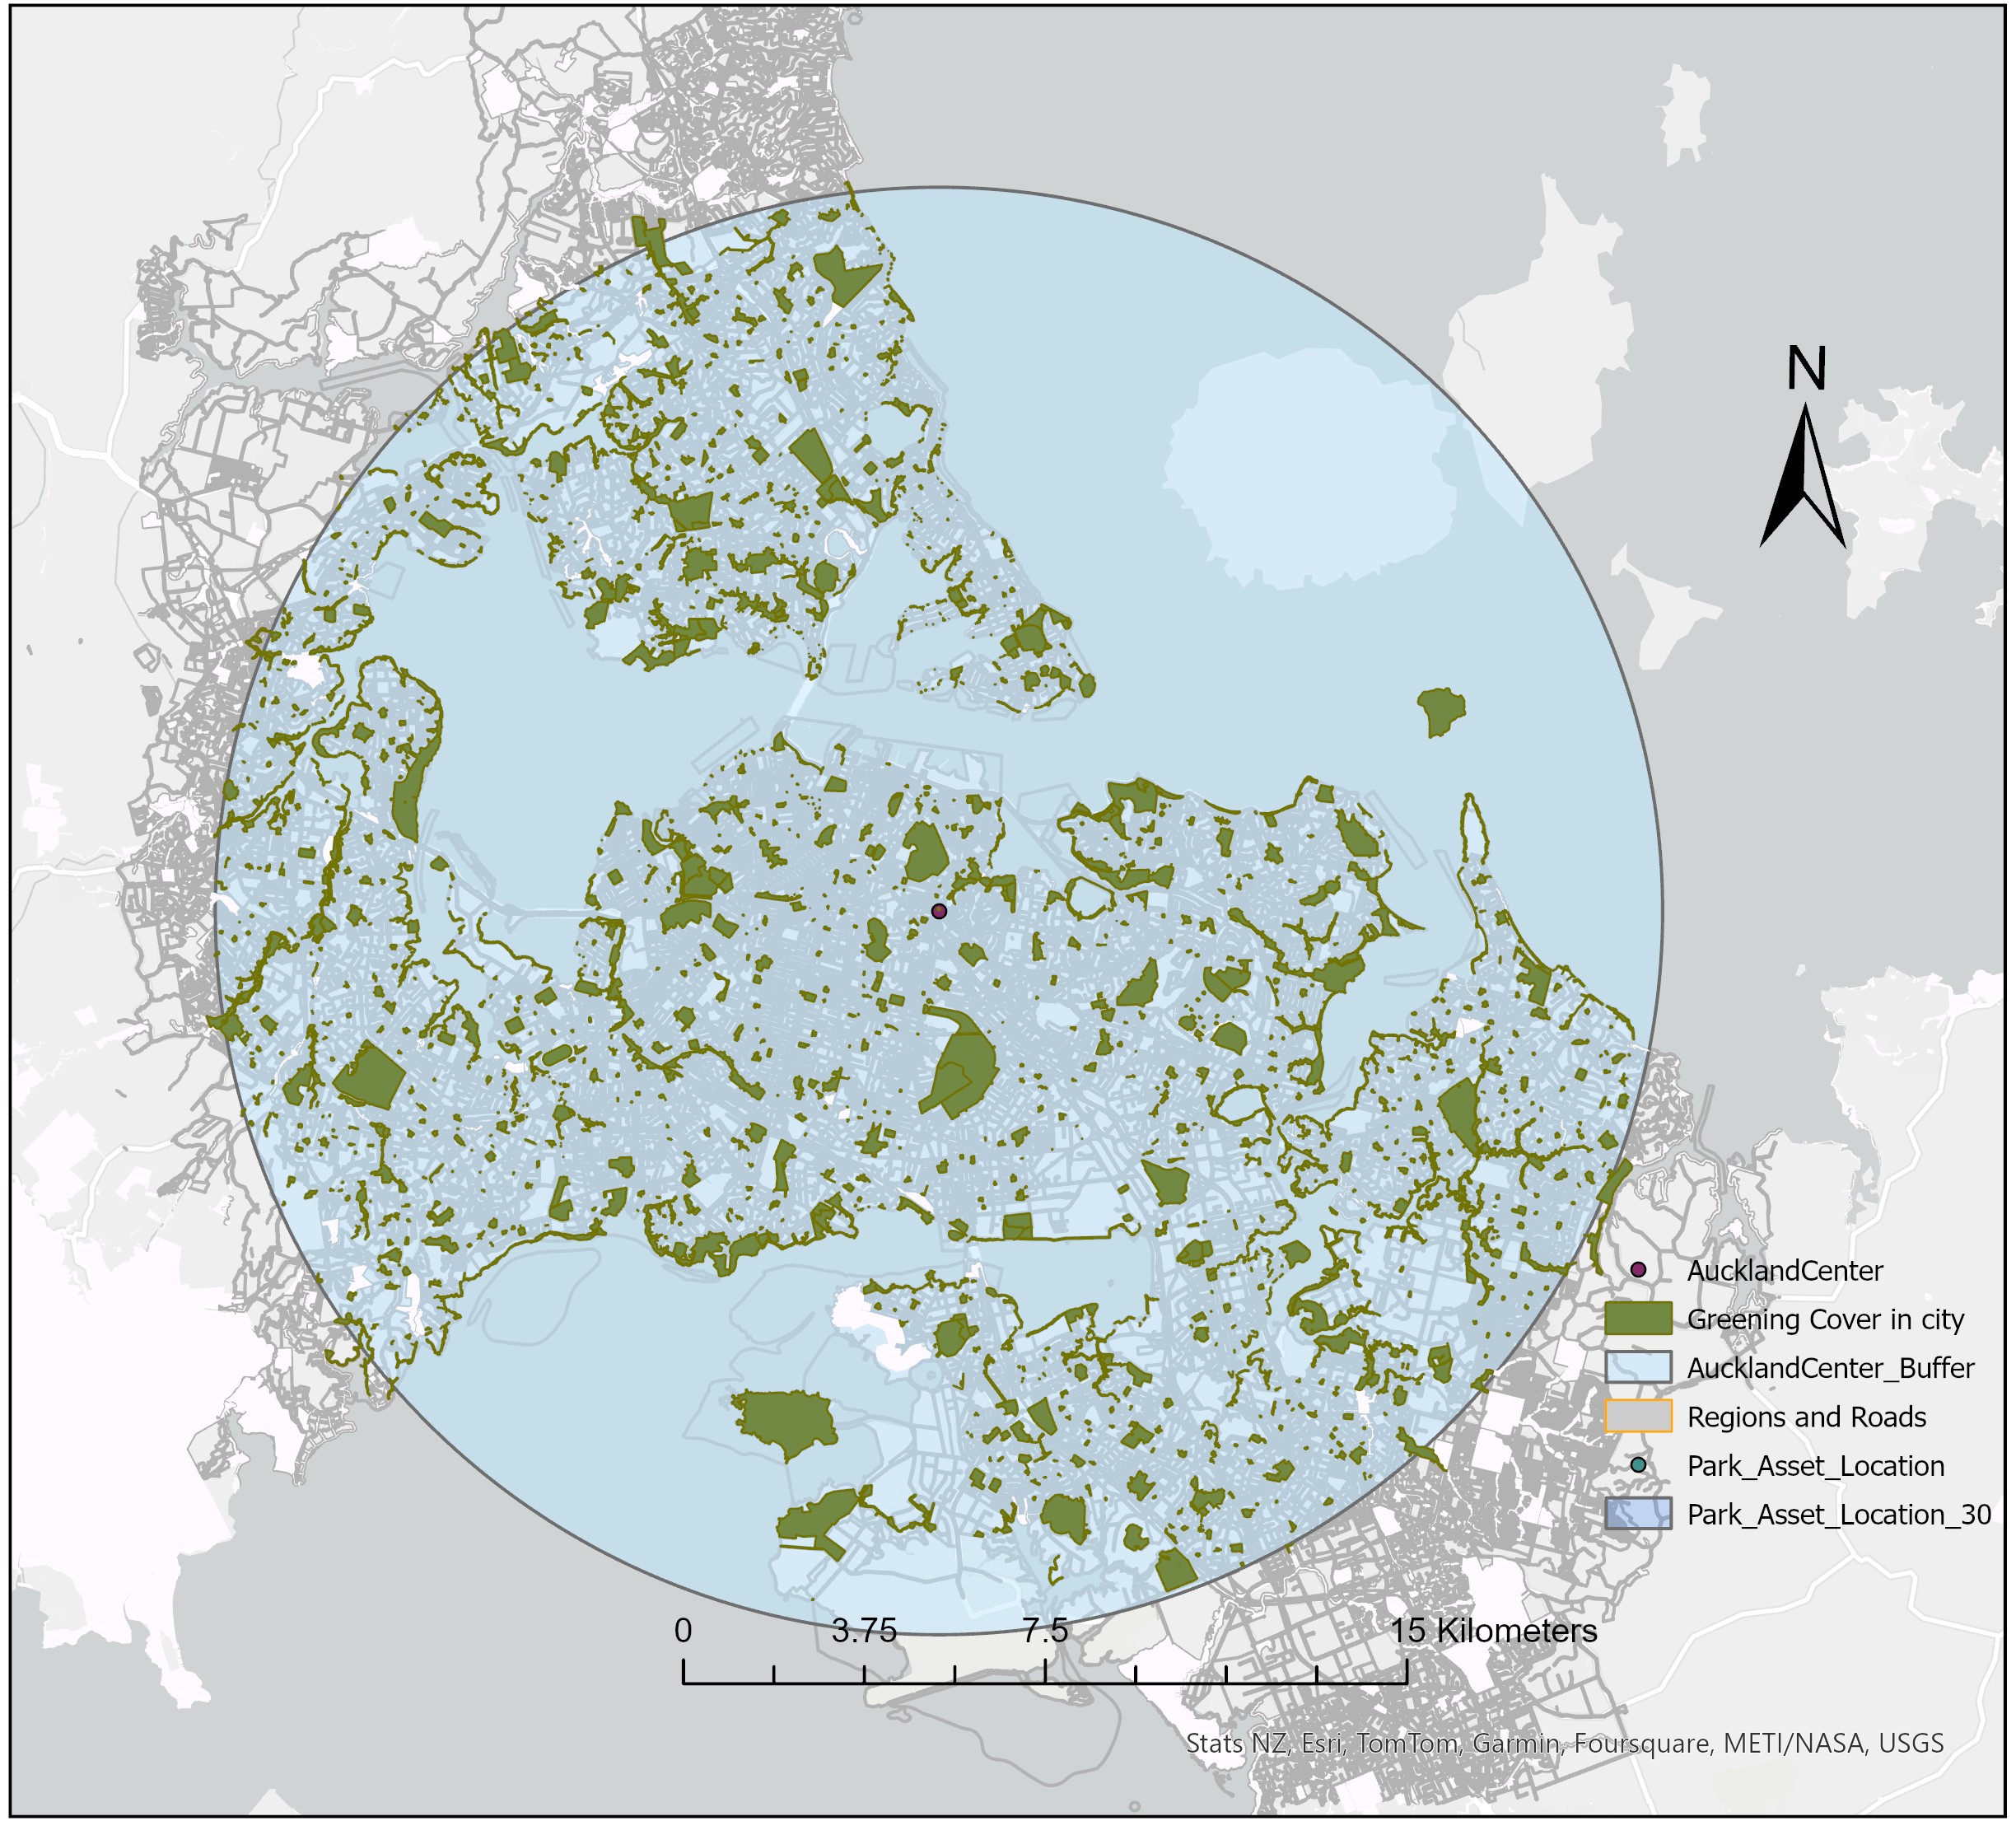 N
AucklandCenter
Greening Cover in city
AucklandCenter_Buffer
Regions and Roads
Park_Asset_Location
Park_Asset_Location_30
0 3.75 7.5 15 Kilometers
Stats NZ, Esri, TomTom, Garmin, Foursquare, METI/NASA, USGS